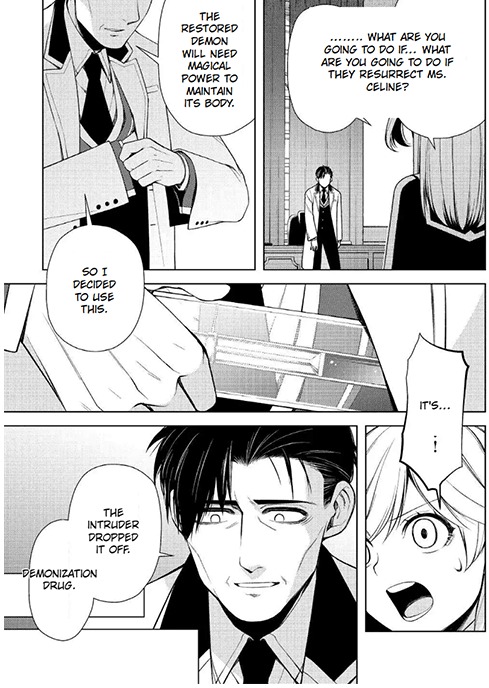 ........ WHAT ARE YOU
GOING TO DO IF... WHAT
ARE YOU GOING TO DO IF
THEY RESURRECT MS.
CELINE?
THE
RESTORED
DEMON
WILL NEED
MAGICAL
POWER TO
MAINTAIN
ITS BODY.
SO I
DECIDED
TO USE
THIS.
IT'S...
!
THE
INTRUDER
DROPPED
IT OFF.
DEMONIZATION
DRUG.